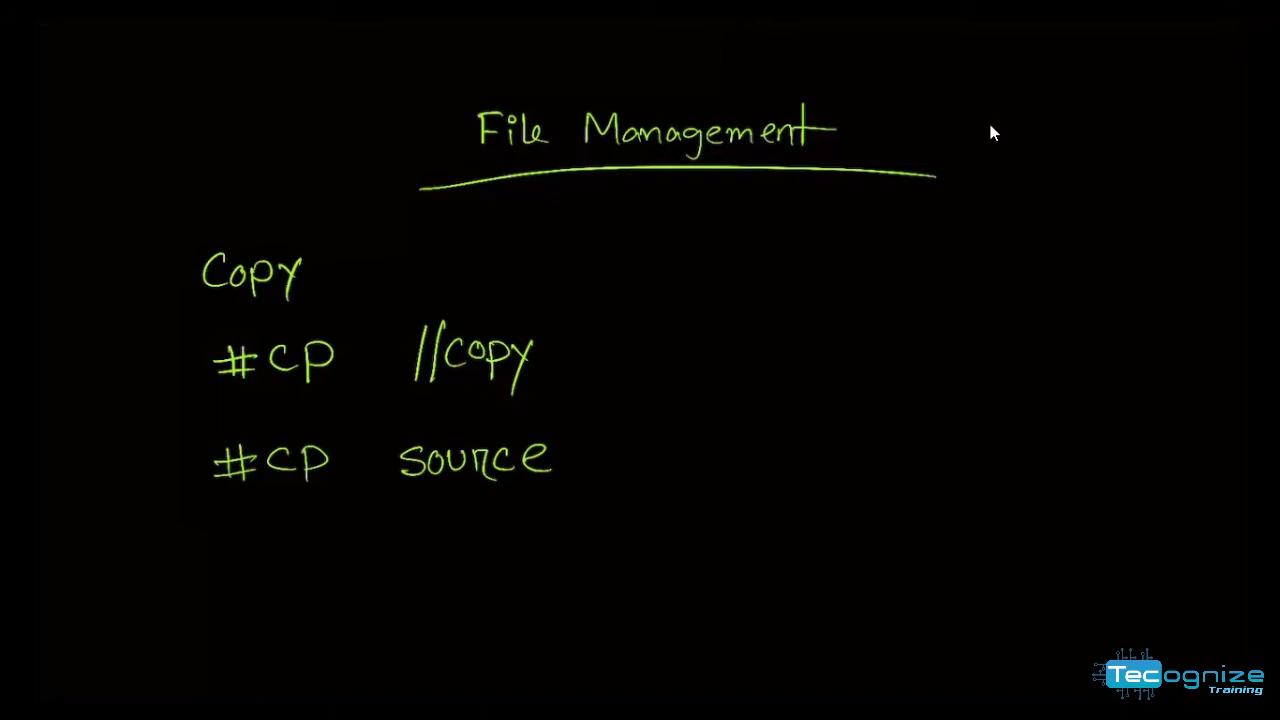 File Management
Copy
#CP //copy
#CP source
Tecognize
Training